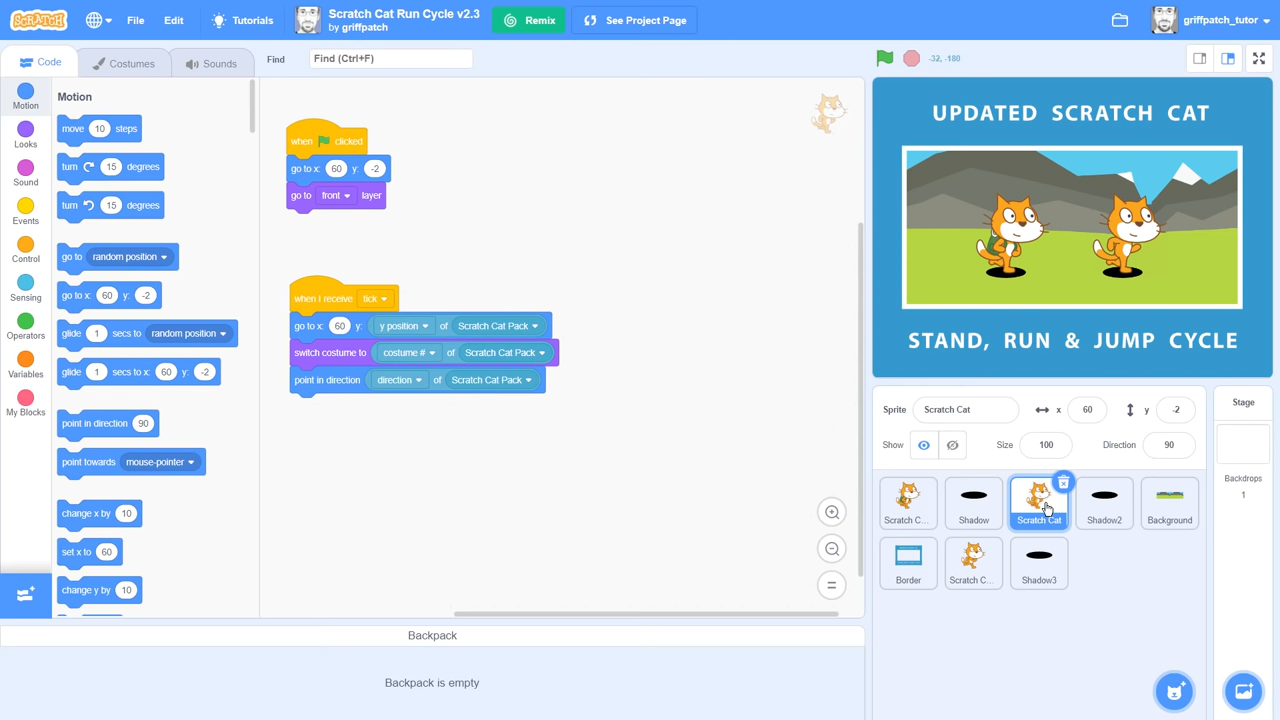 SCRATCH
File
Edit
Tutorials
Scratch Cat Run Cycle v2.3
by griffpatch
Remix
See Project Page
griffpatch_tutor
Code
Costumes
Sounds
Find
Find (Ctrl+F)
-32, -180
Motion
Looks
Sound
Events
Control
Sensing
Operators
Variables
My Blocks
Motion
move 10 steps
turn 15 degrees
turn 15 degrees
go to random position
go to x: 60 y: -2
glide 1 secs to random position
glide 1 secs to x: 60 y: -2
point in direction 90
point towards mouse-pointer
change x by 10
set x to 60
change y by 10
when clicked
go to x: 60 y: -2
go to front layer
when I receive tick
go to x: 60 y: y position of Scratch Cat Pack
switch costume to costume # of Scratch Cat Pack
point in direction direction of Scratch Cat Pack
UPDATED SCRATCH CAT
STAND, RUN & JUMP CYCLE
Sprite Scratch Cat x 60 y -2
Show Size 100 Direction 90
Scratch C...
Shadow
Scratch Cat
Shadow2
Background
Border
Scratch C...
Shadow3
Stage
Backdrops
1
Backpack
Backpack is empty